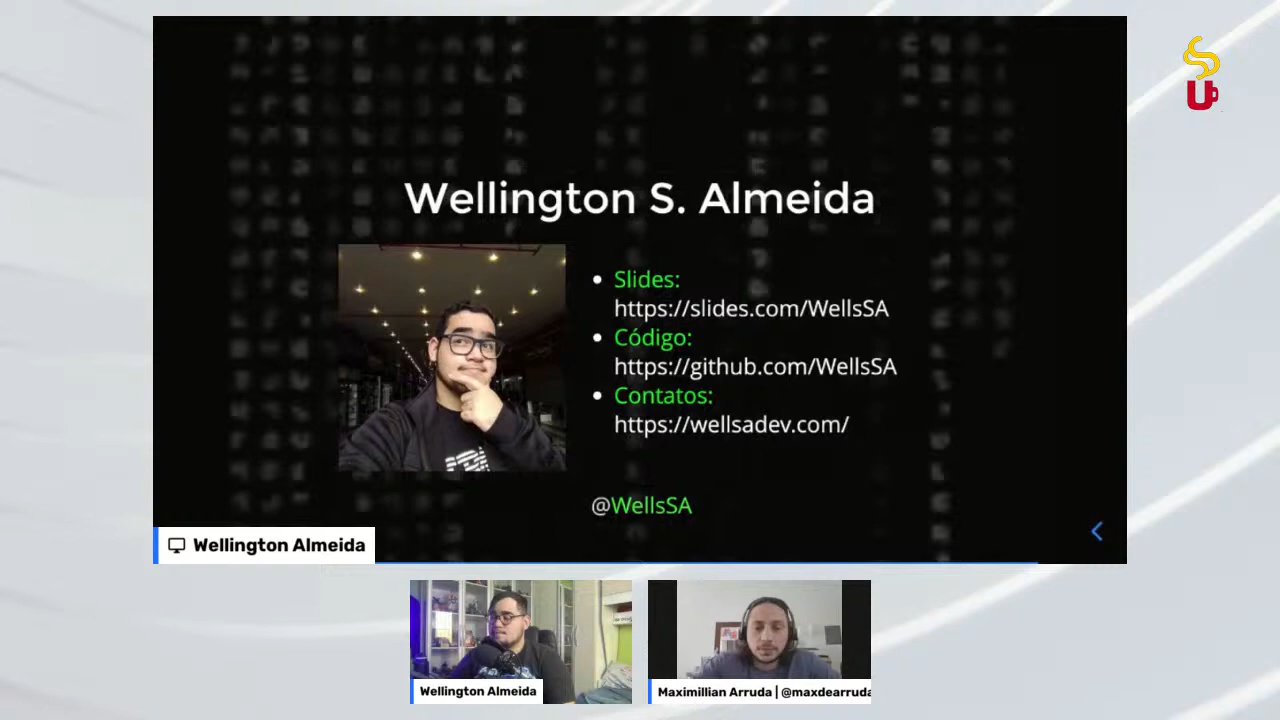 Wellington S. Almeida
Slides:
https://slides.com/WellsSA
Código:
https://github.com/WellsSA
Contatos:
https://wellsadev.com/
@WellsSA
Wellington Almeida
Wellington Almeida
Maximillian Arruda | @maxdearruda